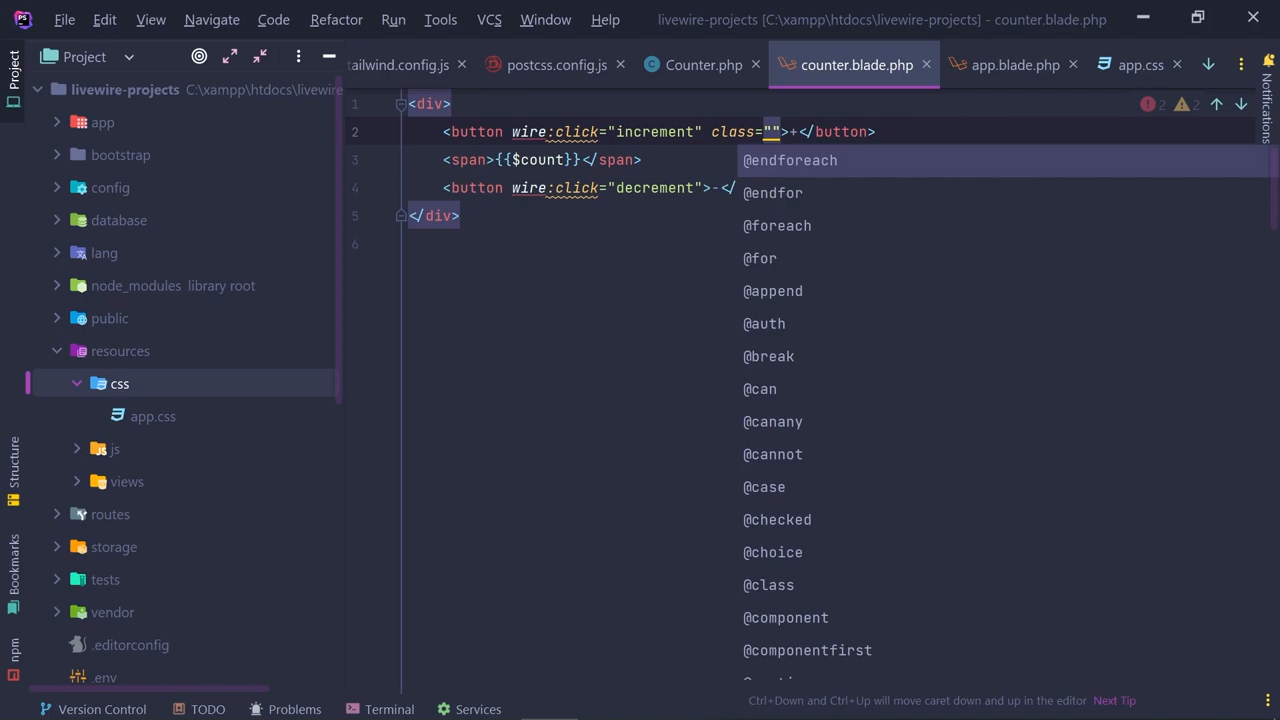 PS File Edit View Navigate Code Refactor Run Tools VCS Window Help livewire-projects [C:\xampp\htdocs\livewire-projects] - counter.blade.php
Project
Project
tailwind.config.js
postcss.config.js
Counter.php
counter.blade.php
app.blade.php
app.css
Notifications
livewire-projects C:\xampp\htdocs\livewire
app
bootstrap
config
database
lang
node_modules library root
public
resources
css
app.css
JS js
views
routes
storage
tests
vendor
.editorconfig
.env
Structure
Bookmarks
npm
1 <div>
2 2
2 <button wire:click="increment" class="">+</button>
3 <span>{{$count}}</span>
4 <button wire:click="decrement">-</
5 </div>
6
@endforeach
@endfor
@foreach
@for
@append
@auth
@break
@can
@canany
@cannot
@case
@checked
@choice
@class
@component
@componentfirst
Ctrl+Down and Ctrl+Up will move caret down and up in the editor Next Tip
Version Control TODO Problems Terminal Services